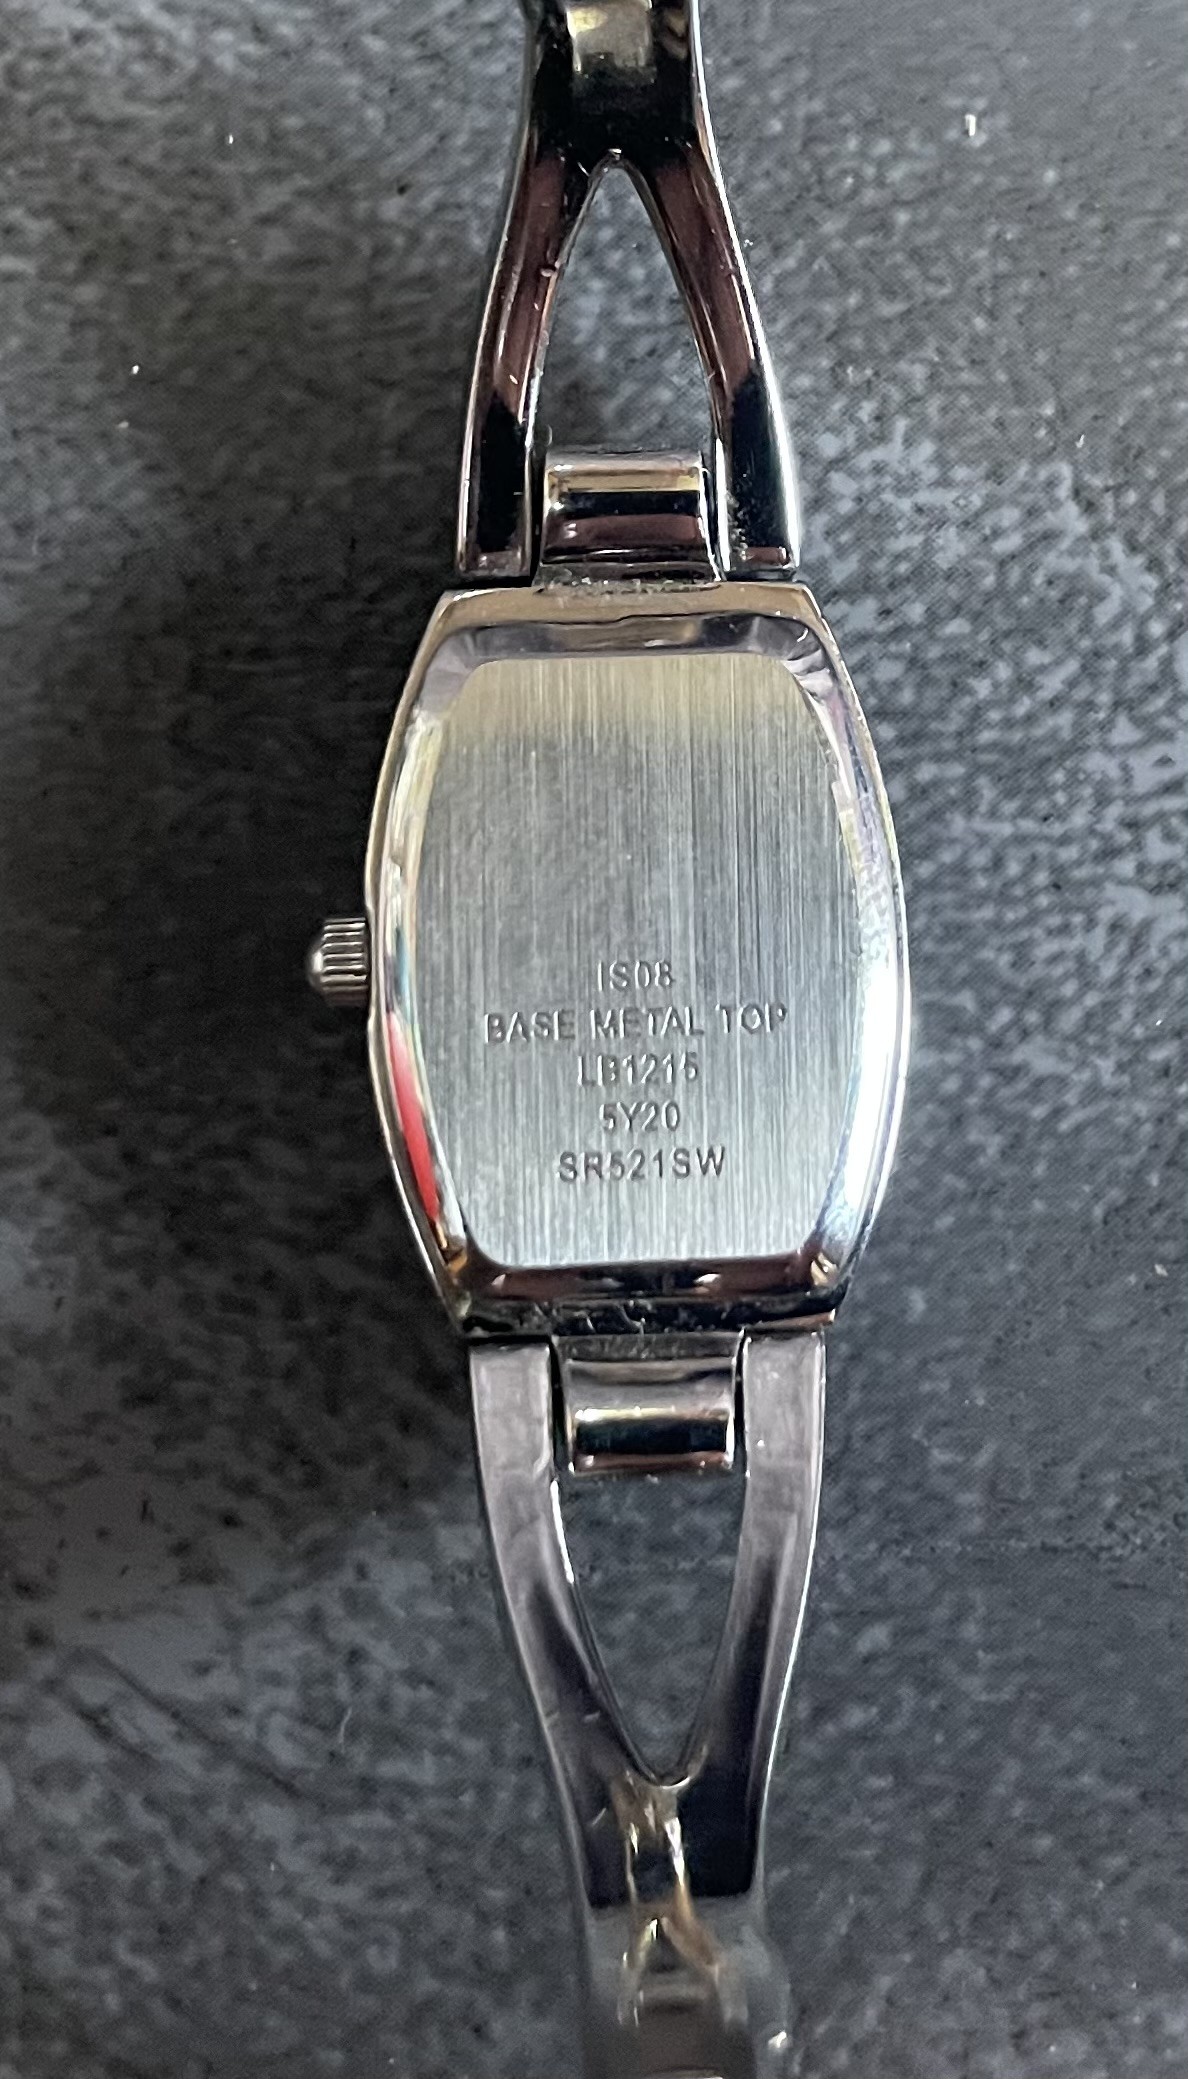 IS08
BASE METAL TOP
LB1215
5Y20
SR521SW